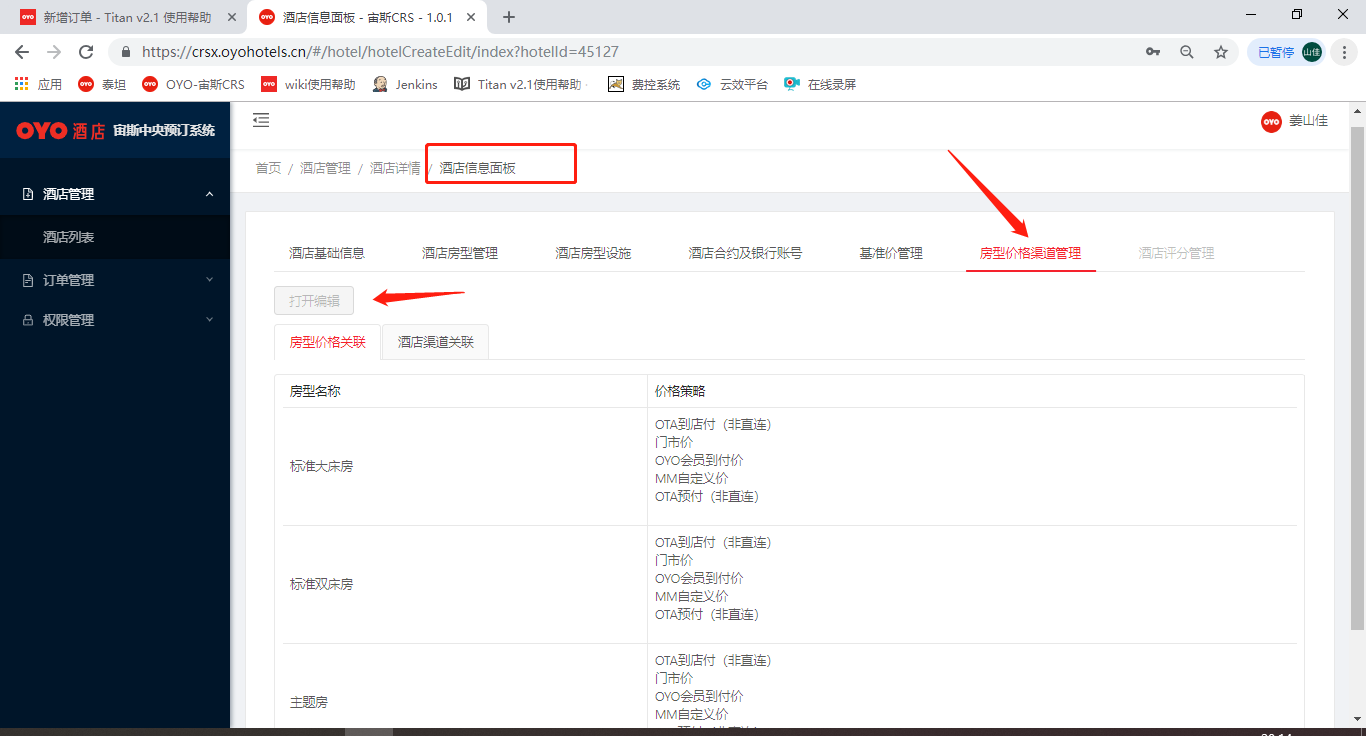 新增订单 - Titan v2.1 使用帮助
酒店信息面板 - 宙斯CRS - 1.0.1
https://crsx.oyohotels.cn/#/hotel/hotelCreateEdit/index?hotelId=45127
已暂停 山佳
应用 泰坦 OYO-宙斯CRS wiki使用帮助 Jenkins Titan v2.1使用帮助 费控系统 云效平台 在线录屏
OYO 酒店 宙斯中央预订系统
酒店管理
酒店列表
订单管理
权限管理
OYO 姜山佳
首页 / 酒店管理 / 酒店详情 / 酒店信息面板
酒店基础信息 酒店房型管理 酒店房型设施 酒店合约及银行账号 基准价管理 房型价格渠道管理 酒店评分管理
打开编辑
房型价格关联 酒店渠道关联
房型名称 价格策略
标准大床房
OTA到店付（非直连）
门市价
OYO会员到付价
MM自定义价
OTA预付（非直连）
标准双床房
OTA到店付（非直连）
门市价
OYO会员到付价
MM自定义价
OTA预付（非直连）
主题房
OTA到店付（非直连）
门市价
OYO会员到付价
MM自定义价